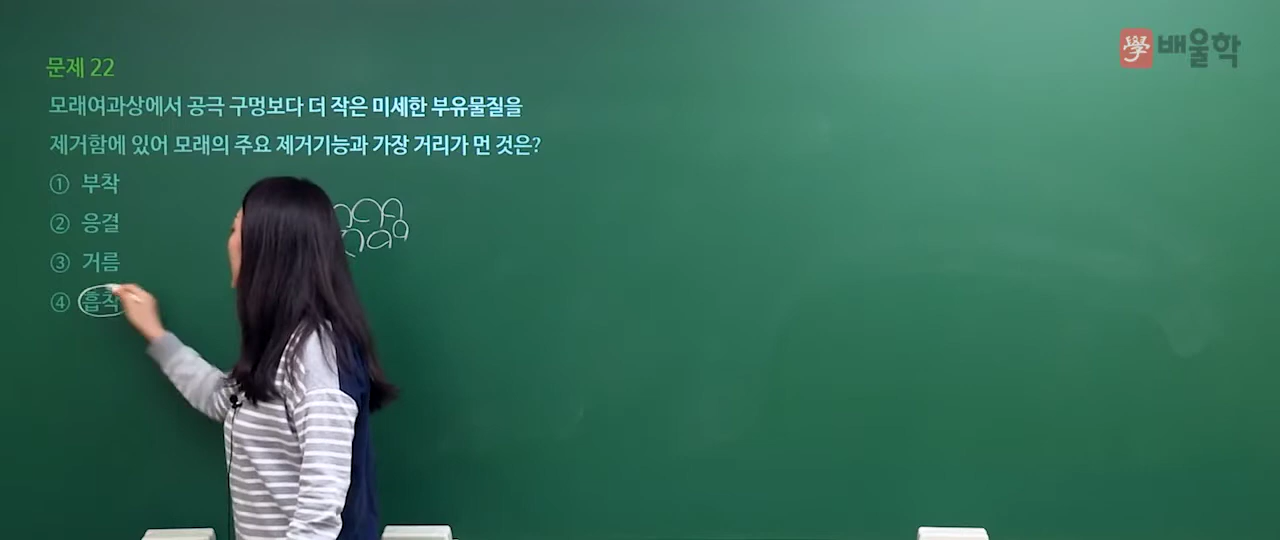 學 배울학
문제 22
모래여과상에서 공극 구멍보다 더 작은 미세한 부유물질을
제거함에 있어 모래의 주요 제거기능과 가장 거리가 먼 것은?
① 부착
② 응결
③ 거름
④ 흡착